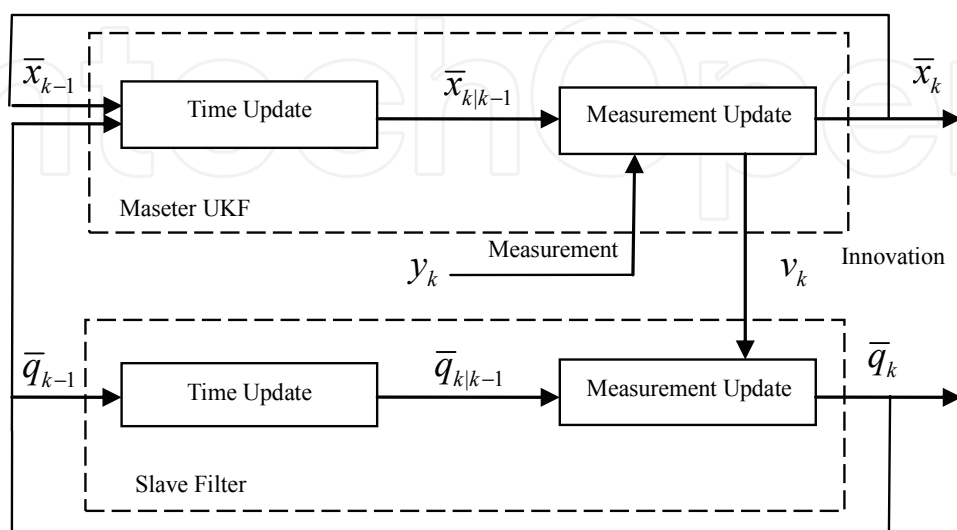 x̄ₖ₋₁
Time Update
x̄ₖ|ₖ₋₁
Measurement Update
x̄ₖ
Maseter UKF
Measurement
yₖ
vₖ
Innovation
q̄ₖ₋₁
Time Update
q̄ₖ|ₖ₋₁
Measurement Update
q̄ₖ
Slave Filter